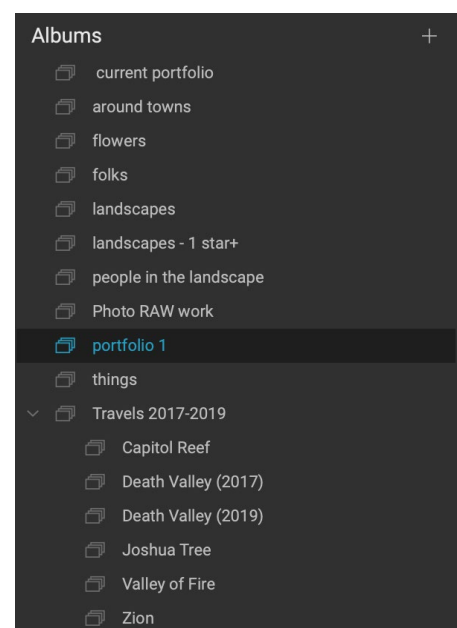 Albums
current portfolio
around towns
flowers
folks
landscapes
landscapes - 1 star+
people in the landscape
Photo RAW work
portfolio 1
things
Travels 2017-2019
Capitol Reef
Death Valley (2017)
Death Valley (2019)
Joshua Tree
Valley of Fire
Zion